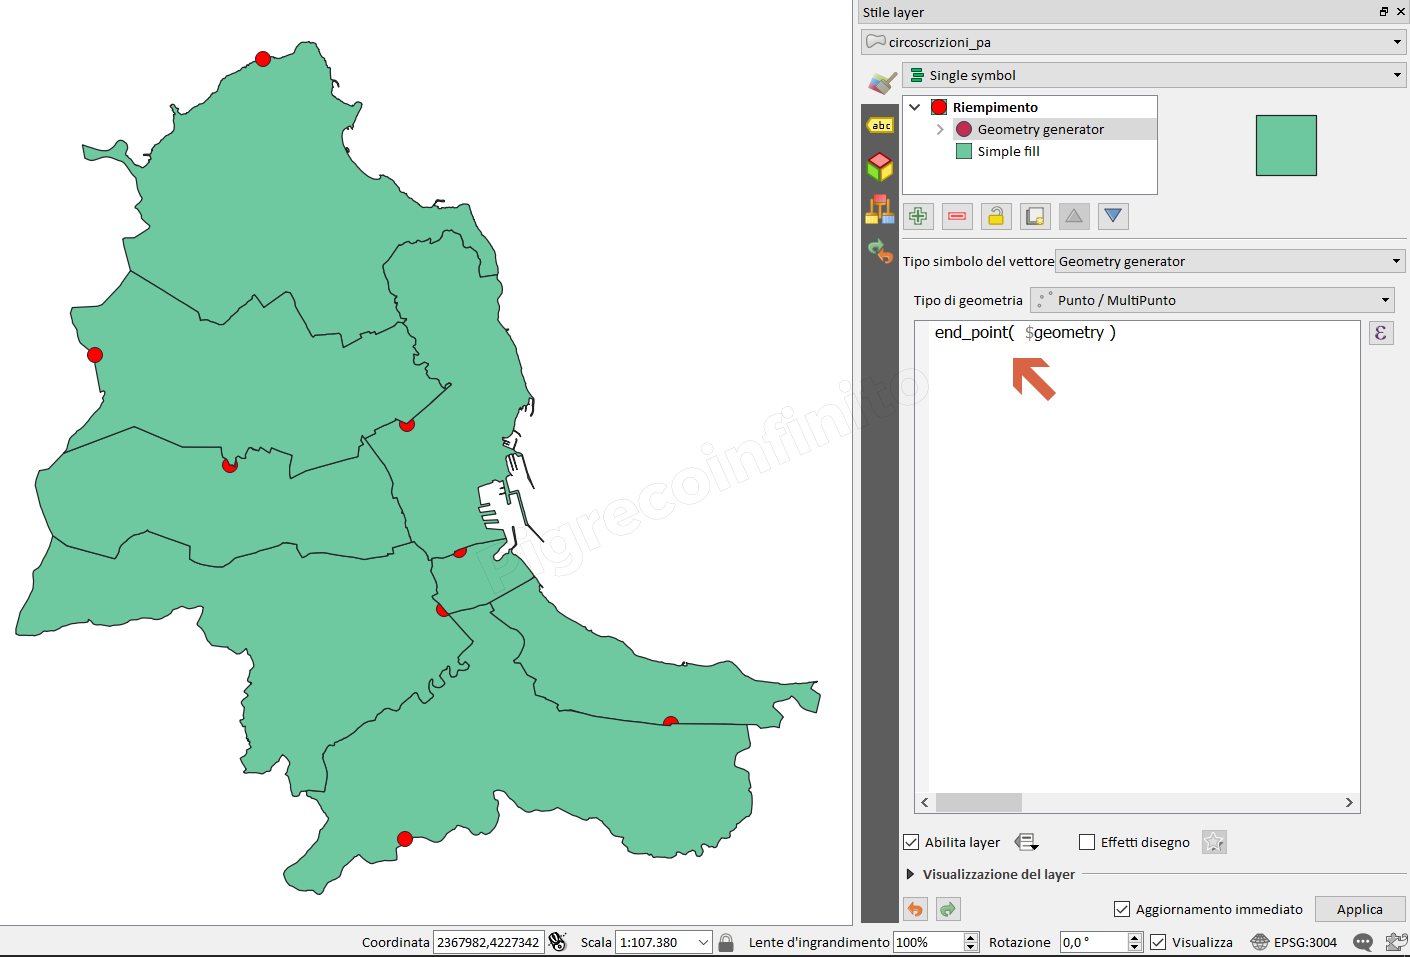 Stile layer
circoscrizioni_pa
Single symbol
abc
Riempimento
Geometry generator
Simple fill
Tipo simbolo del vettore Geometry generator
Tipo di geometria Punto / MultiPunto
end_point( $geometry )
ε
Pigrecoinfinito
Abilita layer
Effetti disegno
Visualizzazione del layer
Aggiornamento immediato
Applica
Coordinata 2367982,4227342
Scala 1:107.380
Lente d'ingrandimento 100%
Rotazione 0,0 °
Visualizza
EPSG:3004